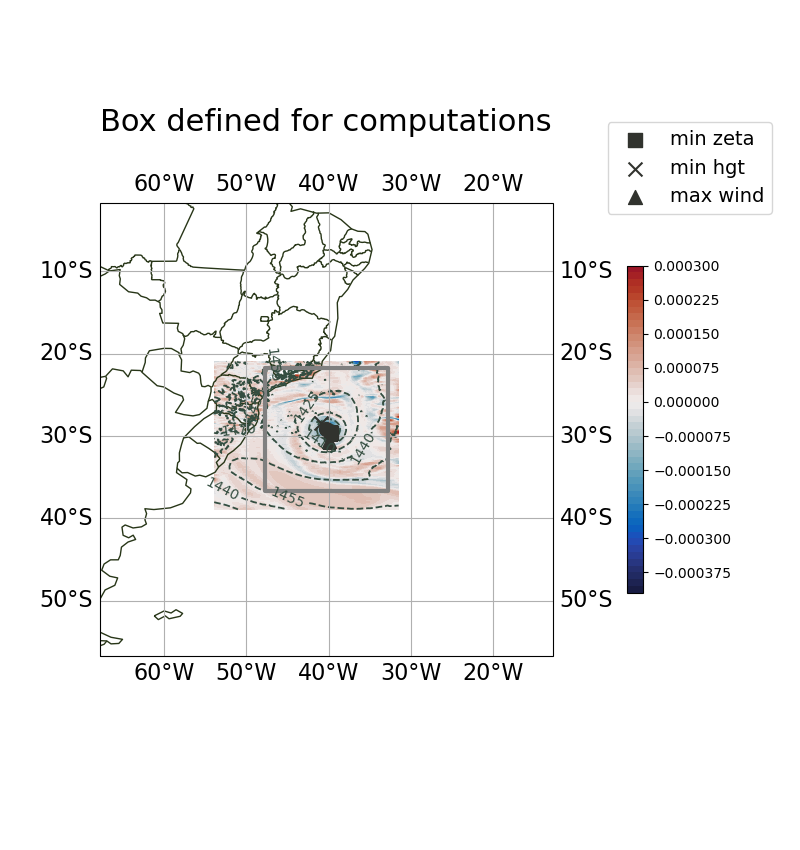 Box defined for computations
min zeta
min hgt
max wind
60°W 50°W 40°W 30°W 20°W
10°S 10°S
20°S 20°S
30°S 30°S
40°S 40°S
50°S 50°S
60°W 50°W 40°W 30°W 20°W
1425
1440
1440
1455
0.000300
0.000225
0.000150
0.000075
0.000000
−0.000075
−0.000150
−0.000225
−0.000300
−0.000375